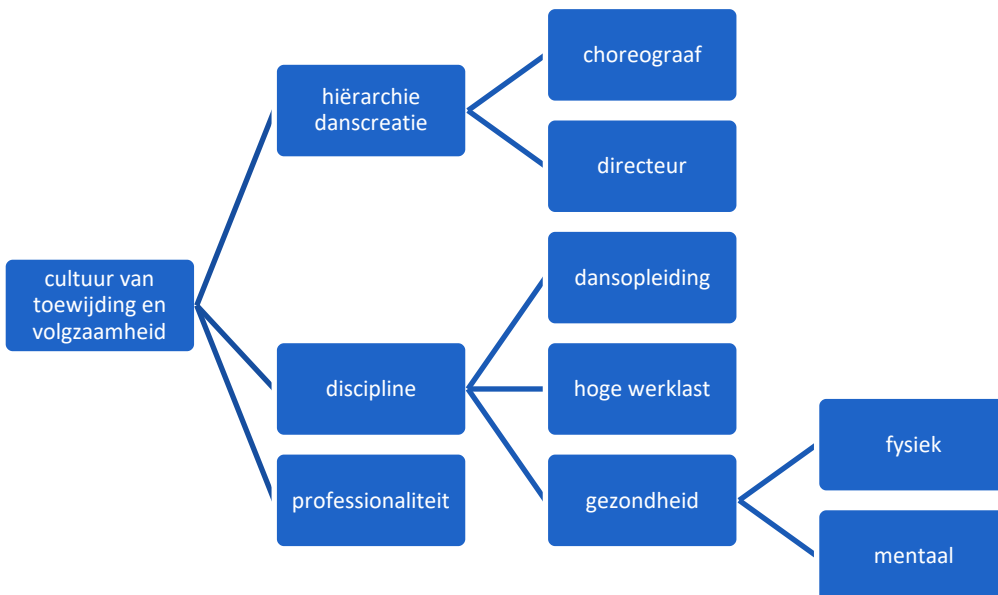 cultuur van
toewijding en
volgzaamheid
hiërarchie
danscreatie
choreograaf
directeur
discipline
dansopleiding
hoge werklast
gezondheid
fysiek
mentaal
professionaliteit